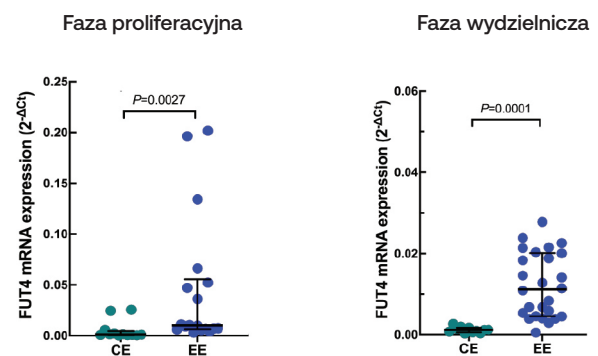 Faza proliferacyjna
FUT4 mRNA expression (2-ΔCt)
0.25
0.20
0.15
0.10
0.05
0.00
P=0.0027
CE EE
Faza wydzielnicza
FUT4 mRNA expression (2-ΔCt)
0.06
0.04
0.02
0.00
P=0.0001
CE EE